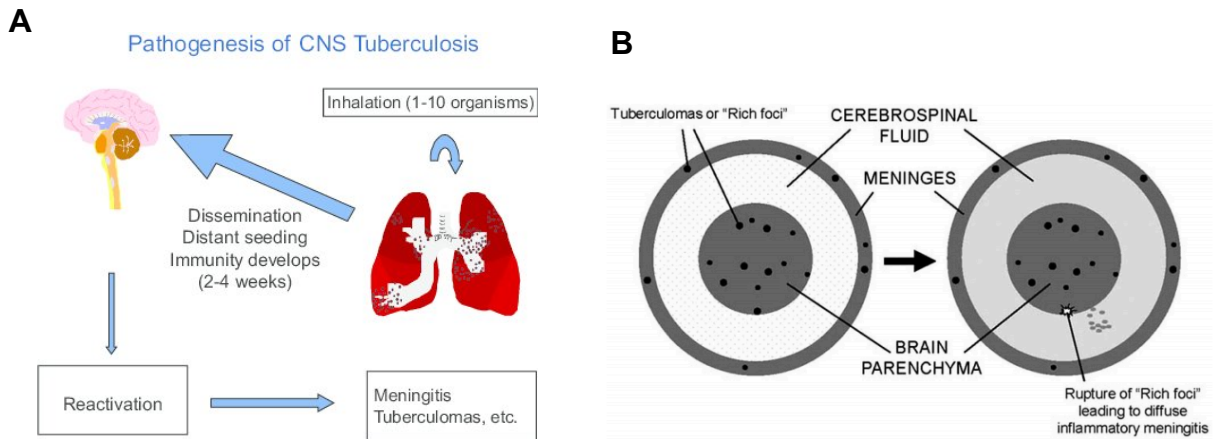 A
Pathogenesis of CNS Tuberculosis
Inhalation (1-10 organisms)
Dissemination
Distant seeding
Immunity develops
(2-4 weeks)
Reactivation
Meningitis
Tuberculomas, etc.
B
Tuberculomas or “Rich foci”
CEREBROSPINAL
FLUID
MENINGES
BRAIN
PARENCHYMA
Rupture of “Rich foci”
leading to diffuse
inflammatory meningitis